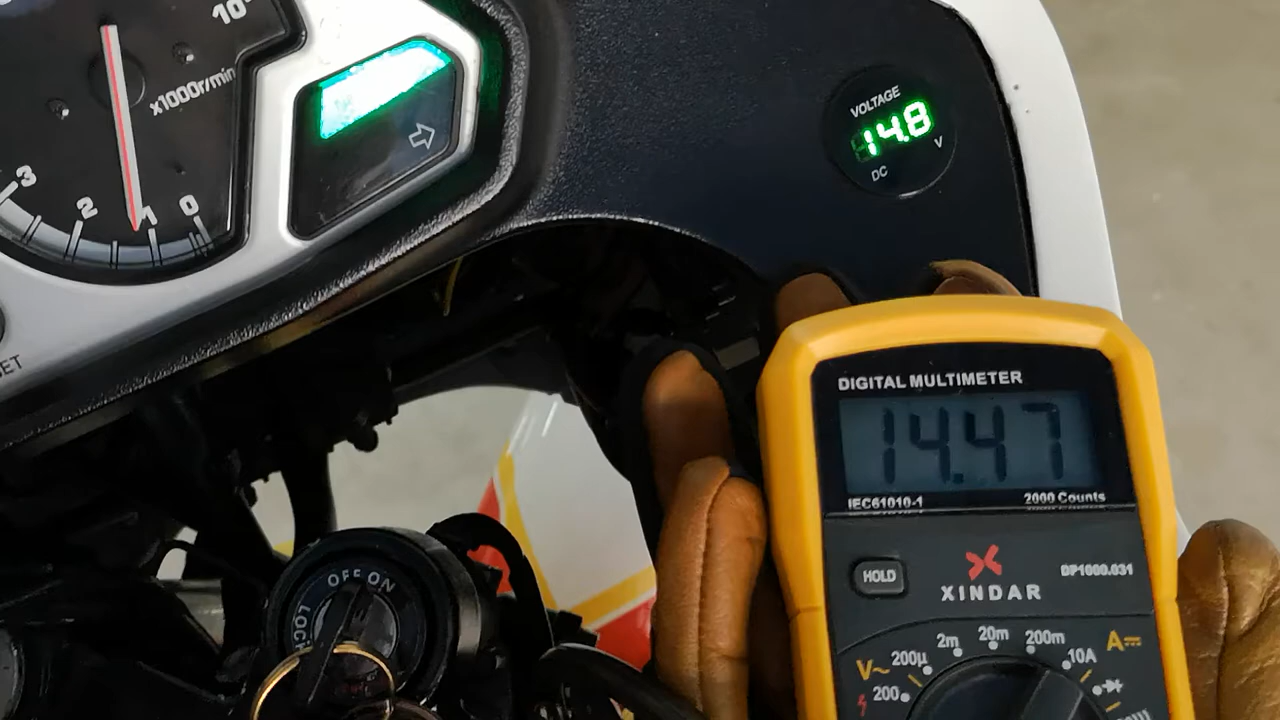 10
x1000r/min
3
2
1
0
VOLTAGE
14.8
V
DC
DIGITAL MULTIMETER
14.47
IEC61010-1
2000 Counts
HOLD
XINDAR
DP1000.031
OFF ON
LOCK
2m
20m
200m
10A
A
V~
200µ
200